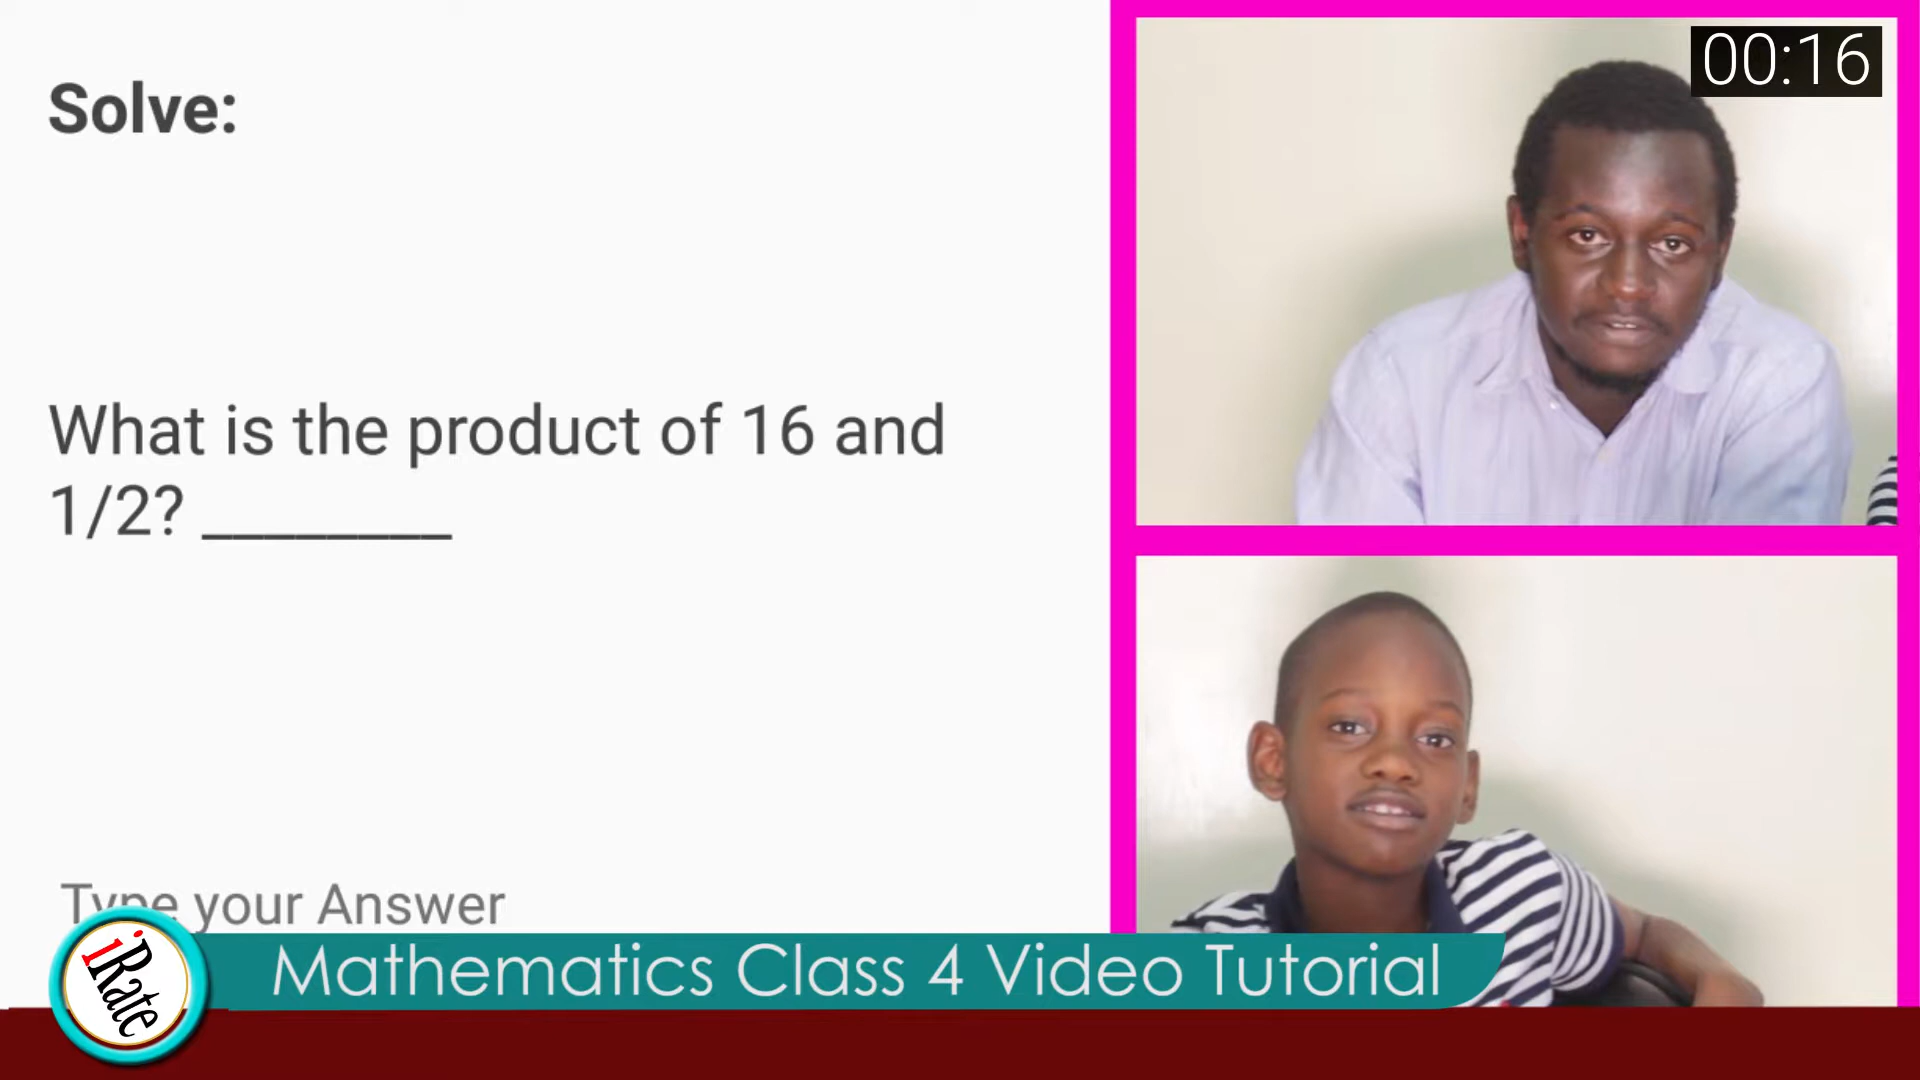 Solve:
00:16
What is the product of 16 and
1/2? ________
Type your Answer
iRate
Mathematics Class 4 Video Tutorial